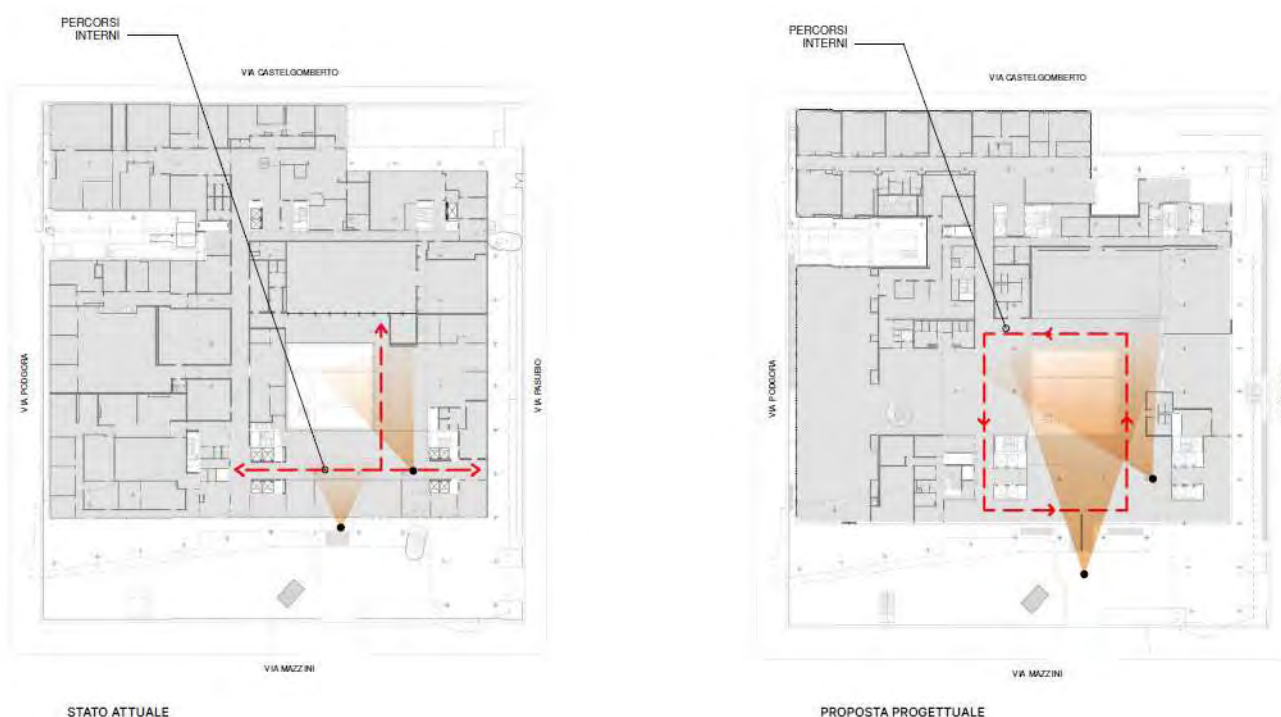 PERCORSI
INTERNI
VIA CASTELGOMBERTO
VIA PODGORA
VIA PASUBIO
VIA MAZZINI
STATO ATTUALE
PERCORSI
INTERNI
VIA CASTELGOMBERTO
VIA PODGORA
VIA MAZZINI
PROPOSTA PROGETTUALE